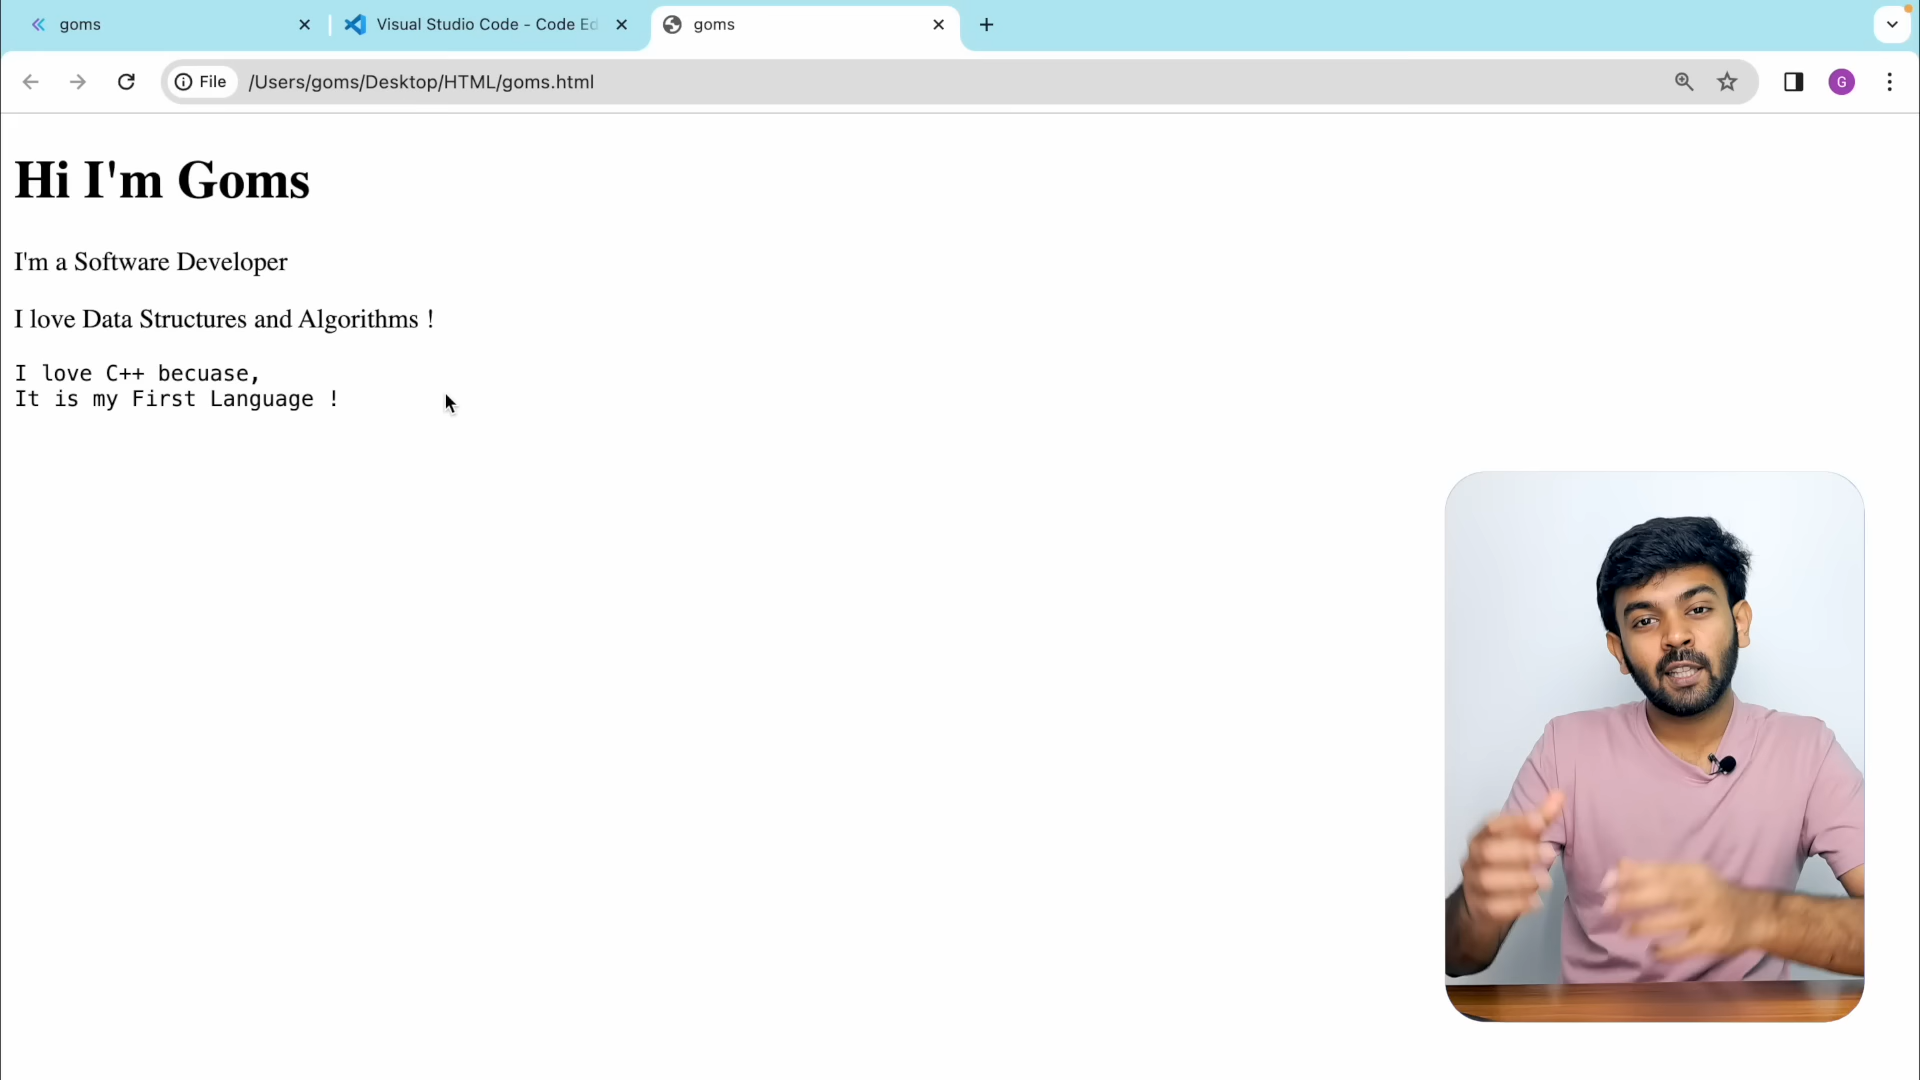 goms
Visual Studio Code - Code Ed
goms
File
/Users/goms/Desktop/HTML/goms.html
G
Hi I'm Goms
I'm a Software Developer
I love Data Structures and Algorithms !
I love C++ becuase,
It is my First Language !